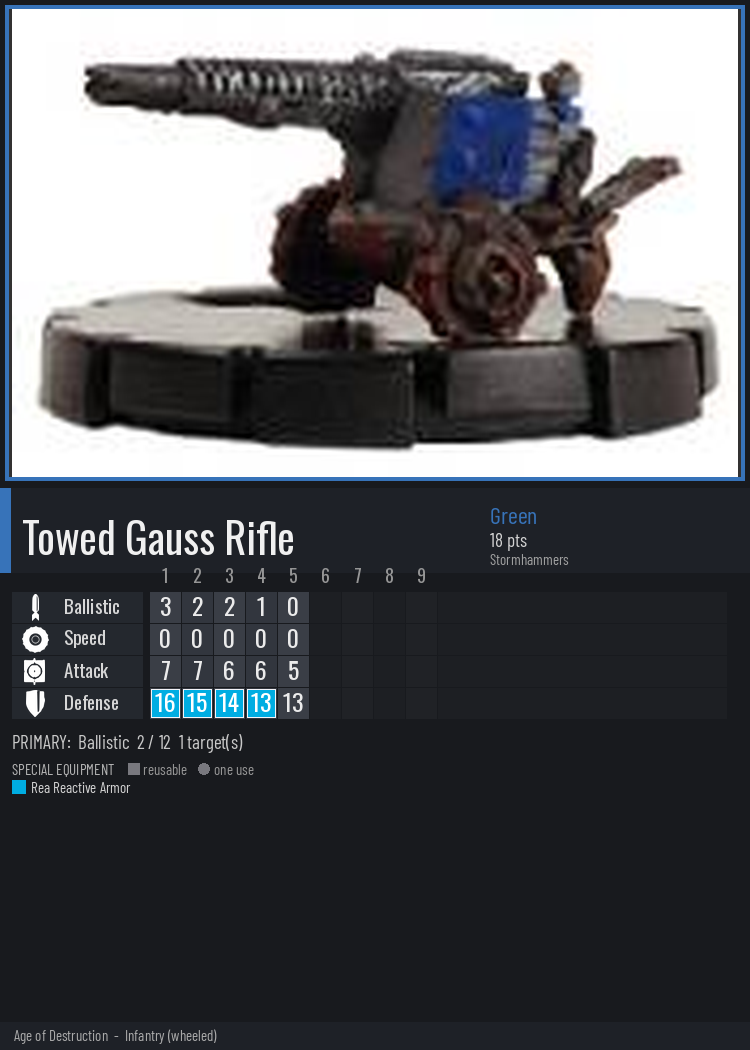 Towed Gauss Rifle
Green
18 pts
Stormhammers
1 2 3 4 5 6 7 8 9
Ballistic 3 2 2 1 0
Speed 0 0 0 0 0
Attack 7 7 6 6 5
Defense 16 15 14 13 13
PRIMARY: Ballistic 2 / 12 1 target(s)
SPECIAL EQUIPMENT reusable one use
Rea Reactive Armor
Age of Destruction - Infantry (wheeled)